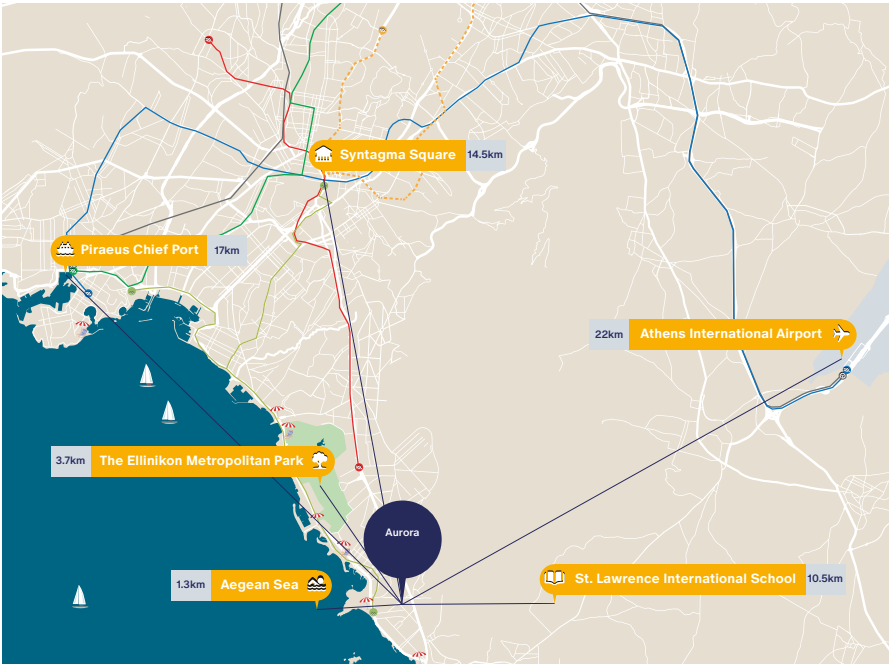 Syntagma Square 14.5km
Piraeus Chief Port 17km
22km Athens International Airport
3.7km The Ellinikon Metropolitan Park
Aurora
1.3km Aegean Sea
St. Lawrence International School 10.5km